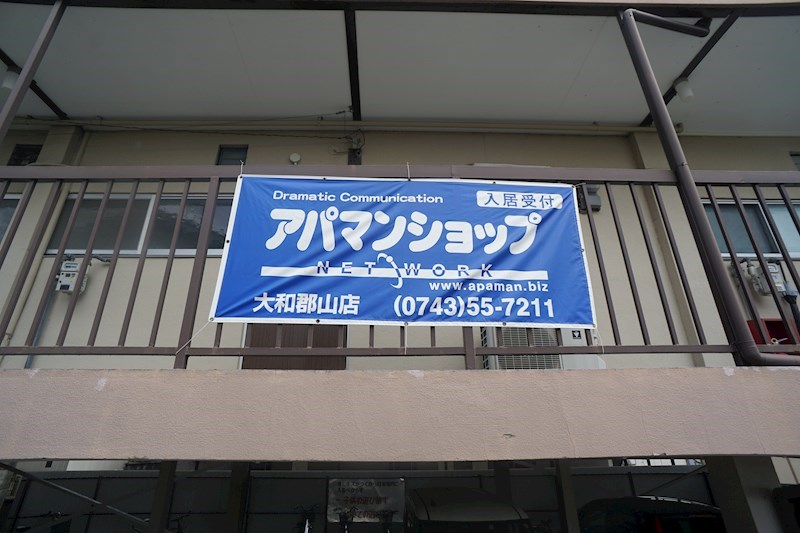 Dramatic Communication
入居受付
アパマンショップ
NETWORK
www.apaman.biz
大和郡山店 (0743)55-7211